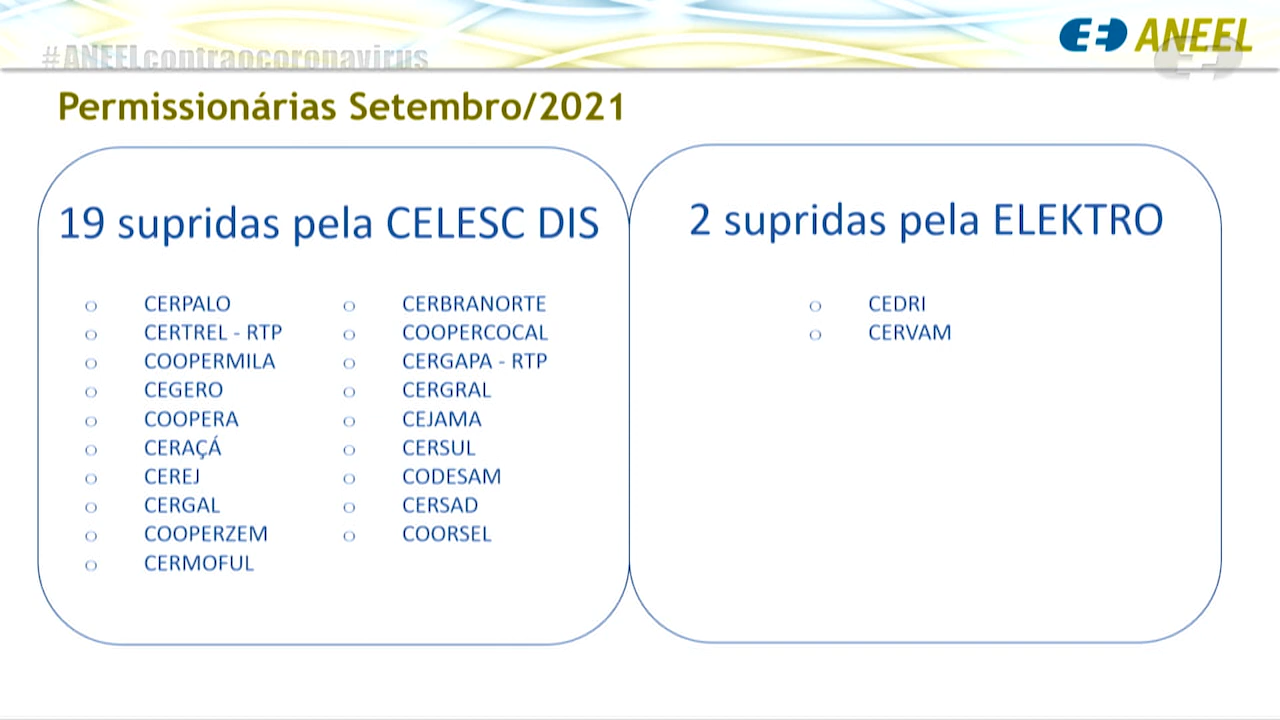 #ANEELcontraocoronavirus
ANEEL
Permissionárias Setembro/2021
19 supridas pela CELESC DIS
o CERPALO
o CERTREL - RTP
o COOPERMILA
o CEGERO
o COOPERA
o CERAÇÁ
o CEREJ
o CERGAL
o COOPERZEM
o CERMOFUL
o CERBRANORTE
o COOPERCOCAL
o CERGAPA - RTP
o CERGRAL
o CEJAMA
o CERSUL
o CODESAM
o CERSAD
o COORSEL
2 supridas pela ELEKTRO
o CEDRI
o CERVAM